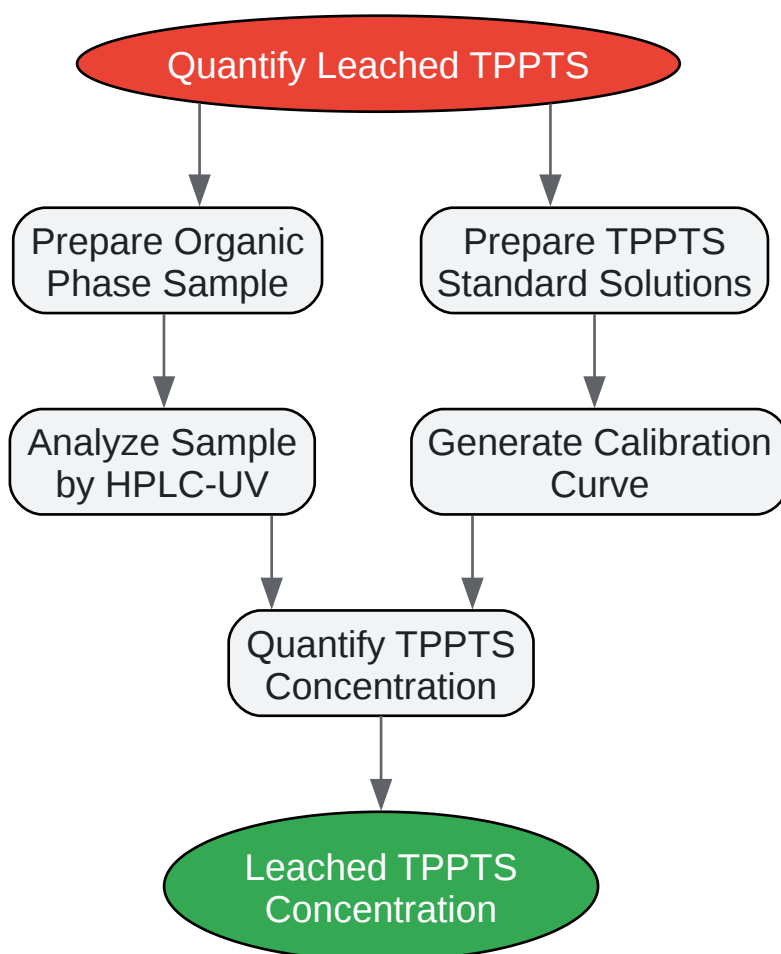 Quantify Leached TPPTS
Prepare Organic
Phase Sample
Prepare TPPTS
Standard Solutions
Analyze Sample
by HPLC-UV
Generate Calibration
Curve
Quantify TPPTS
Concentration
Leached TPPTS
Concentration